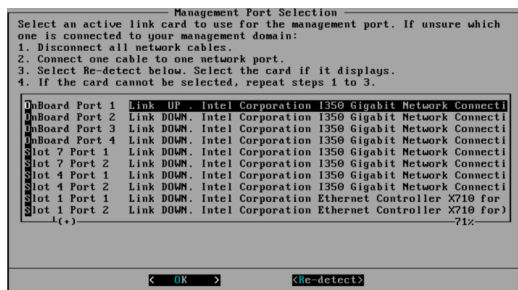 Management Port Selection
Select an active link card to use for the management port. If unsure which
one is connected to your management domain:
1. Disconnect all network cables.
2. Connect one cable to one network port.
3. Select Re-detect below. Select the card if it displays.
4. If the card cannot be selected, repeat steps 1 to 3.
OnBoard Port 1 Link UP . Intel Corporation I350 Gigabit Network Connecti
OnBoard Port 2 Link DOWN. Intel Corporation I350 Gigabit Network Connecti
OnBoard Port 3 Link DOWN. Intel Corporation I350 Gigabit Network Connecti
OnBoard Port 4 Link DOWN. Intel Corporation I350 Gigabit Network Connecti
Slot 7 Port 1 Link DOWN. Intel Corporation I350 Gigabit Network Connecti
Slot 7 Port 2 Link DOWN. Intel Corporation I350 Gigabit Network Connecti
Slot 4 Port 1 Link DOWN. Intel Corporation I350 Gigabit Network Connecti
Slot 4 Port 2 Link DOWN. Intel Corporation I350 Gigabit Network Connecti
Slot 1 Port 1 Link DOWN. Intel Corporation Ethernet Controller X710 for
Slot 1 Port 2 Link DOWN. Intel Corporation Ethernet Controller X710 for)
(+) 71%
< OK > <Re-detect>